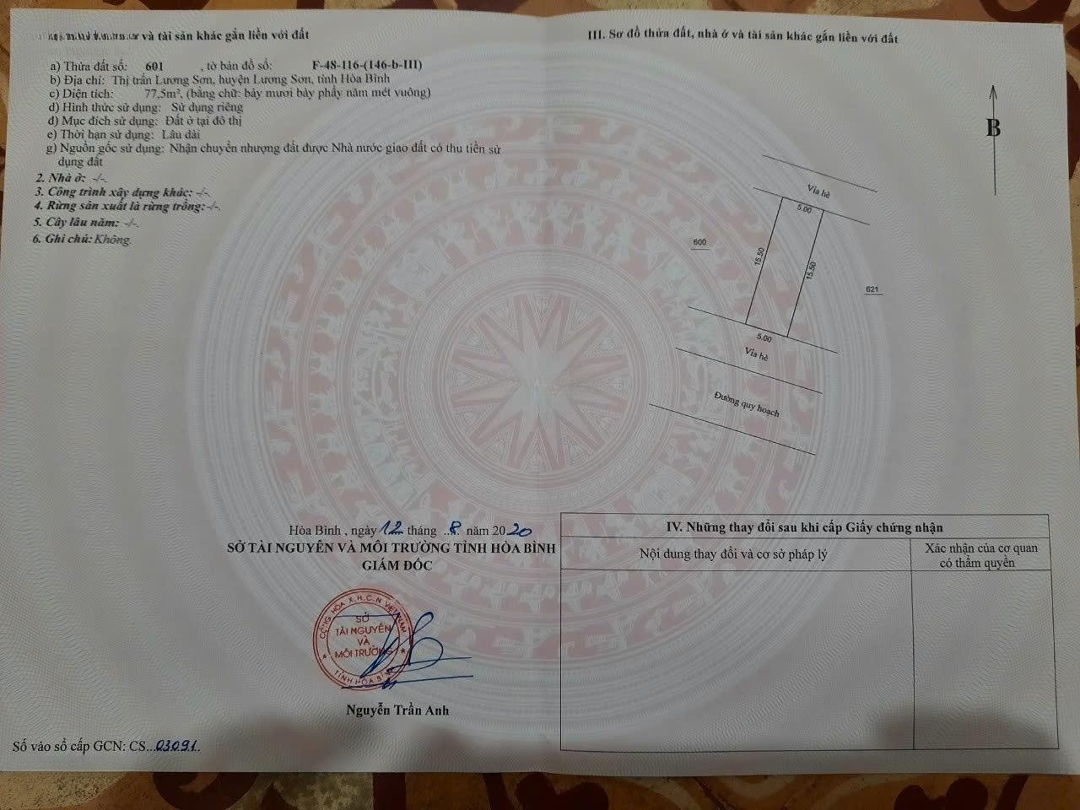 và tài sản khác gắn liền với đất
a) Thửa đất số: 601 , tờ bản đồ số: F-48-116-(146-b-III)
b) Địa chỉ: Thị trấn Lương Sơn, huyện Lương Sơn, tỉnh Hòa Bình
c) Diện tích: 77,5m², (bằng chữ: bảy mươi bảy phẩy năm mét vuông)
d) Hình thức sử dụng: Sử dụng riêng
đ) Mục đích sử dụng: Đất ở tại đô thị
e) Thời hạn sử dụng: Lâu dài
g) Nguồn gốc sử dụng: Nhận chuyển nhượng đất được Nhà nước giao đất có thu tiền sử
dụng đất
2. Nhà ở: -/-.
3. Công trình xây dựng khác: -/-.
4. Rừng sản xuất là rừng trồng: -/-.
5. Cây lâu năm: -/-.
6. Ghi chú: Không.
Hòa Bình , ngày 12 tháng ..8. năm 2020
SỞ TÀI NGUYÊN VÀ MÔI TRƯỜNG TỈNH HÒA BÌNH
GIÁM ĐỐC
CỘNG HÒA X.H.C.N VIỆT NAM
SỞ
TÀI NGUYÊN
VÀ
MÔI TRƯỜNG
TỈNH HÒA BÌNH
Nguyễn Trần Anh
Số vào sổ cấp GCN: CS...03091.
III. Sơ đồ thửa đất, nhà ở và tài sản khác gắn liền với đất
B
Vỉa hè
5.00
600
15.50
15.50
621
5.00
Vỉa hè
Đường quy hoạch
IV. Những thay đổi sau khi cấp Giấy chứng nhận
Nội dung thay đổi và cơ sở pháp lý
Xác nhận của cơ quan
có thẩm quyền